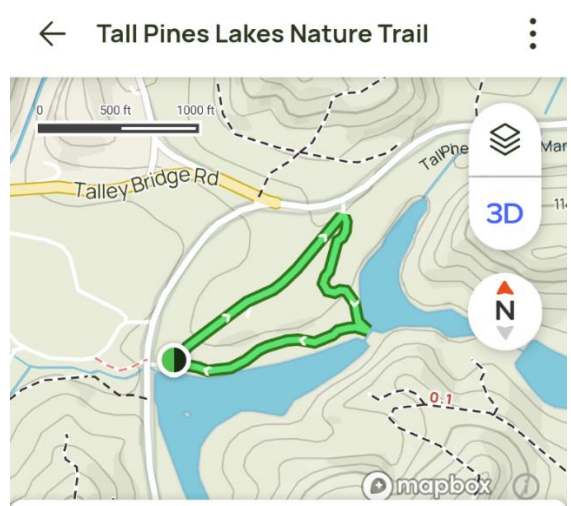 Tall Pines Lakes Nature Trail
0 500 ft 1000 ft
Talley Bridge Rd
3D
N
0.1
mapbox